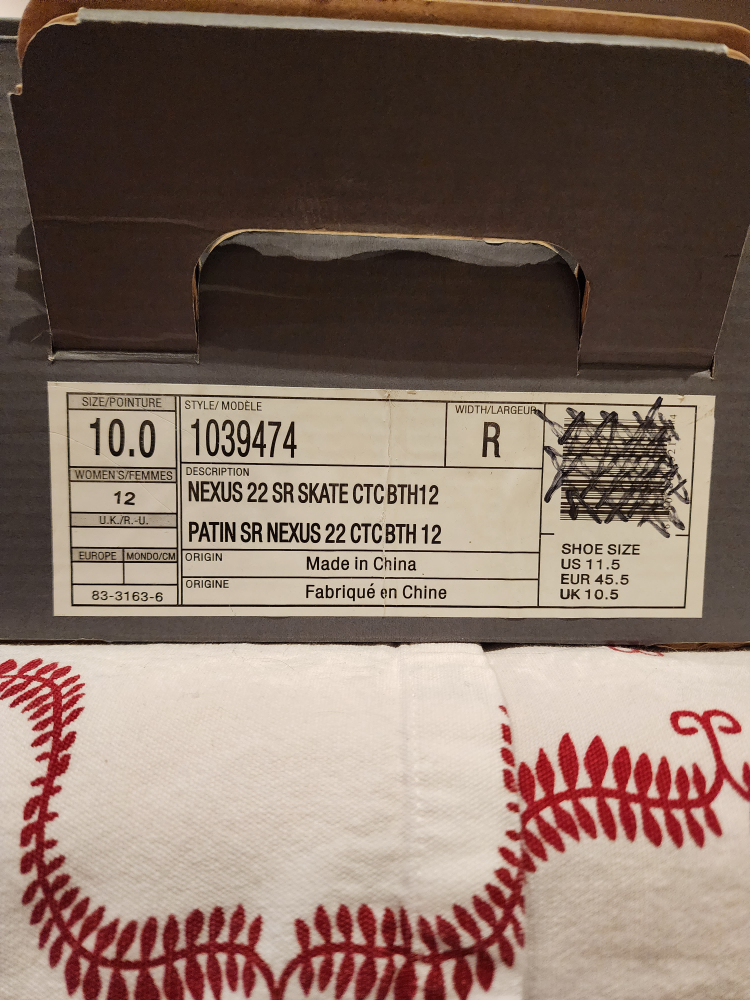 SIZE/POINTURE
10.0
WOMEN'S/FEMMES
12
U.K./R.-U.
EUROPE MONDO/CM
83-3163-6
STYLE/ MODÈLE
1039474
WIDTH/LARGEUR
R
DESCRIPTION
NEXUS 22 SR SKATE CTC BTH12
PATIN SR NEXUS 22 CTC BTH 12
ORIGIN Made in China
ORIGINE Fabriqué en Chine
SHOE SIZE
US 11.5
EUR 45.5
UK 10.5